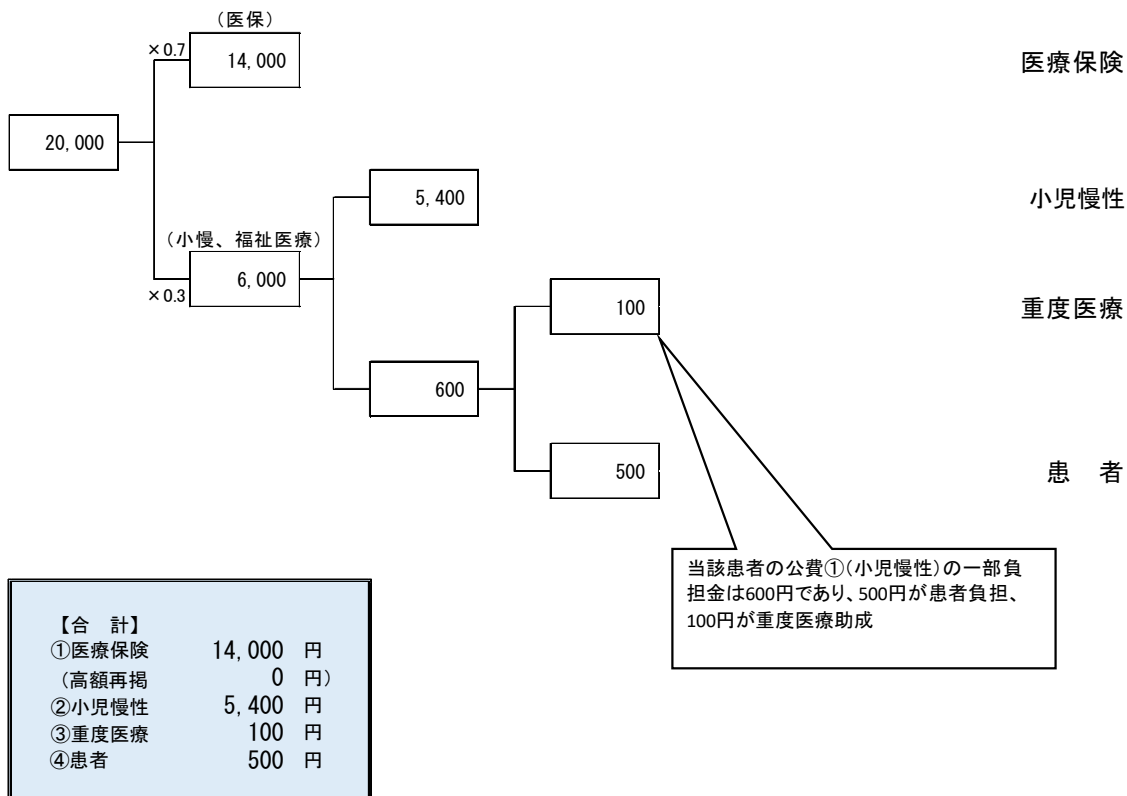 （医保）
×0.7
14,000
医療保険
20,000
5,400
小児慢性
（小慢、福祉医療）
×0.3
6,000
100
重度医療
600
500
患　者
当該患者の公費①(小児慢性)の一部負
担金は600円であり、500円が患者負担、
100円が重度医療助成
【合　計】
①医療保険 14,000 円
（高額再掲 0 円）
②小児慢性 5,400 円
③重度医療 100 円
④患者 500 円